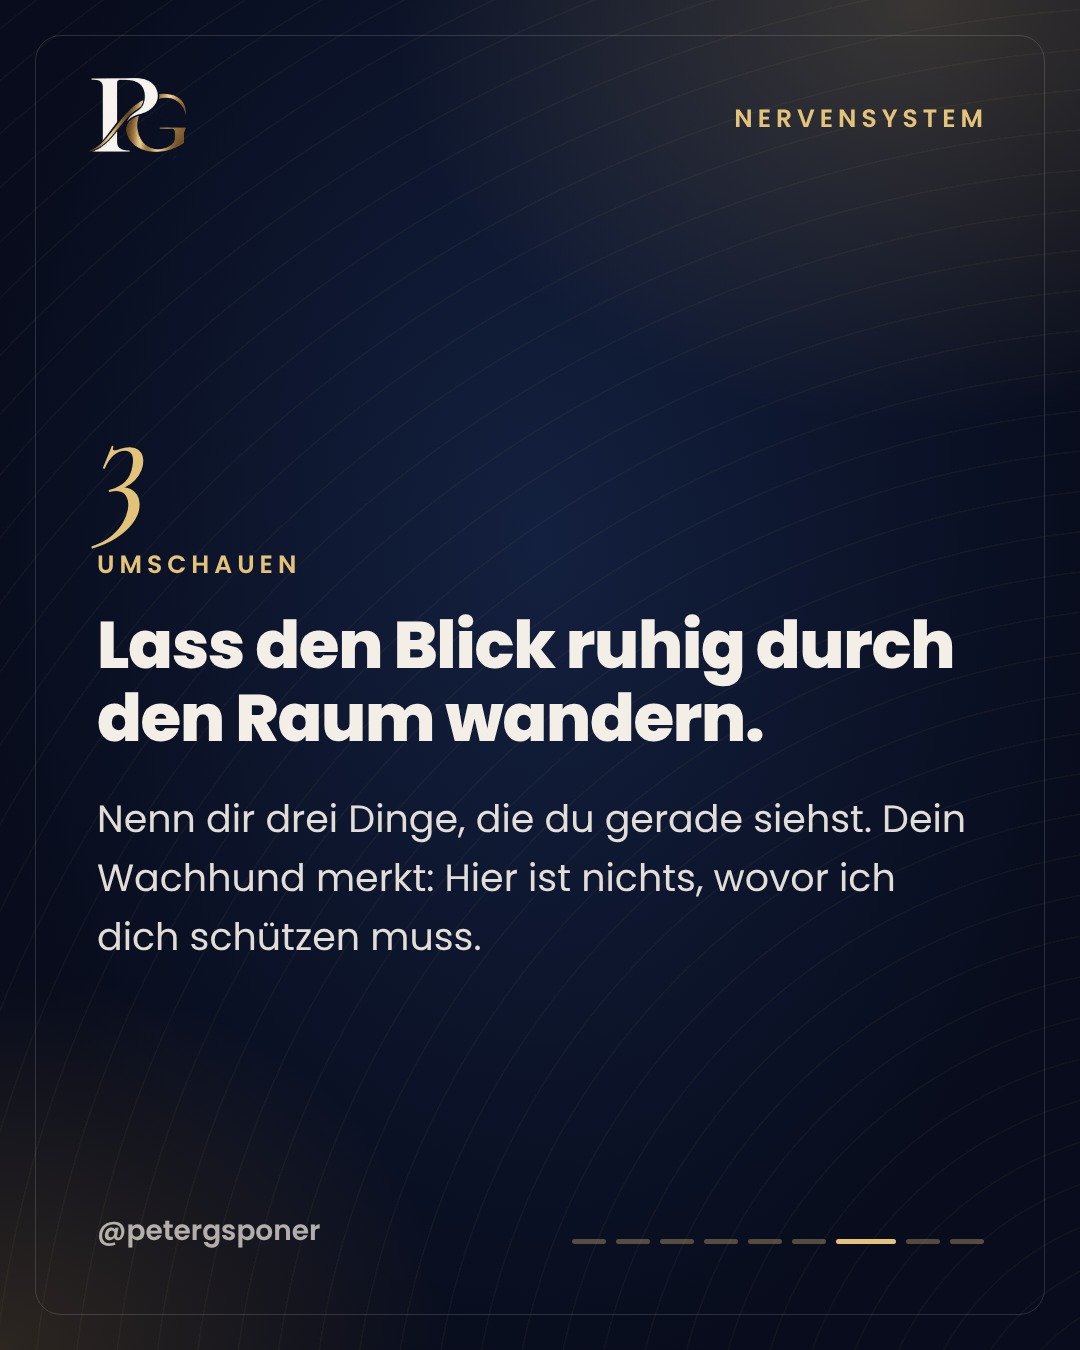 PG
NERVENSYSTEM
3
UMSCHAUEN
Lass den Blick ruhig durch
den Raum wandern.
Nenn dir drei Dinge, die du gerade siehst. Dein
Wachhund merkt: Hier ist nichts, wovor ich
dich schützen muss.
@petergsponer